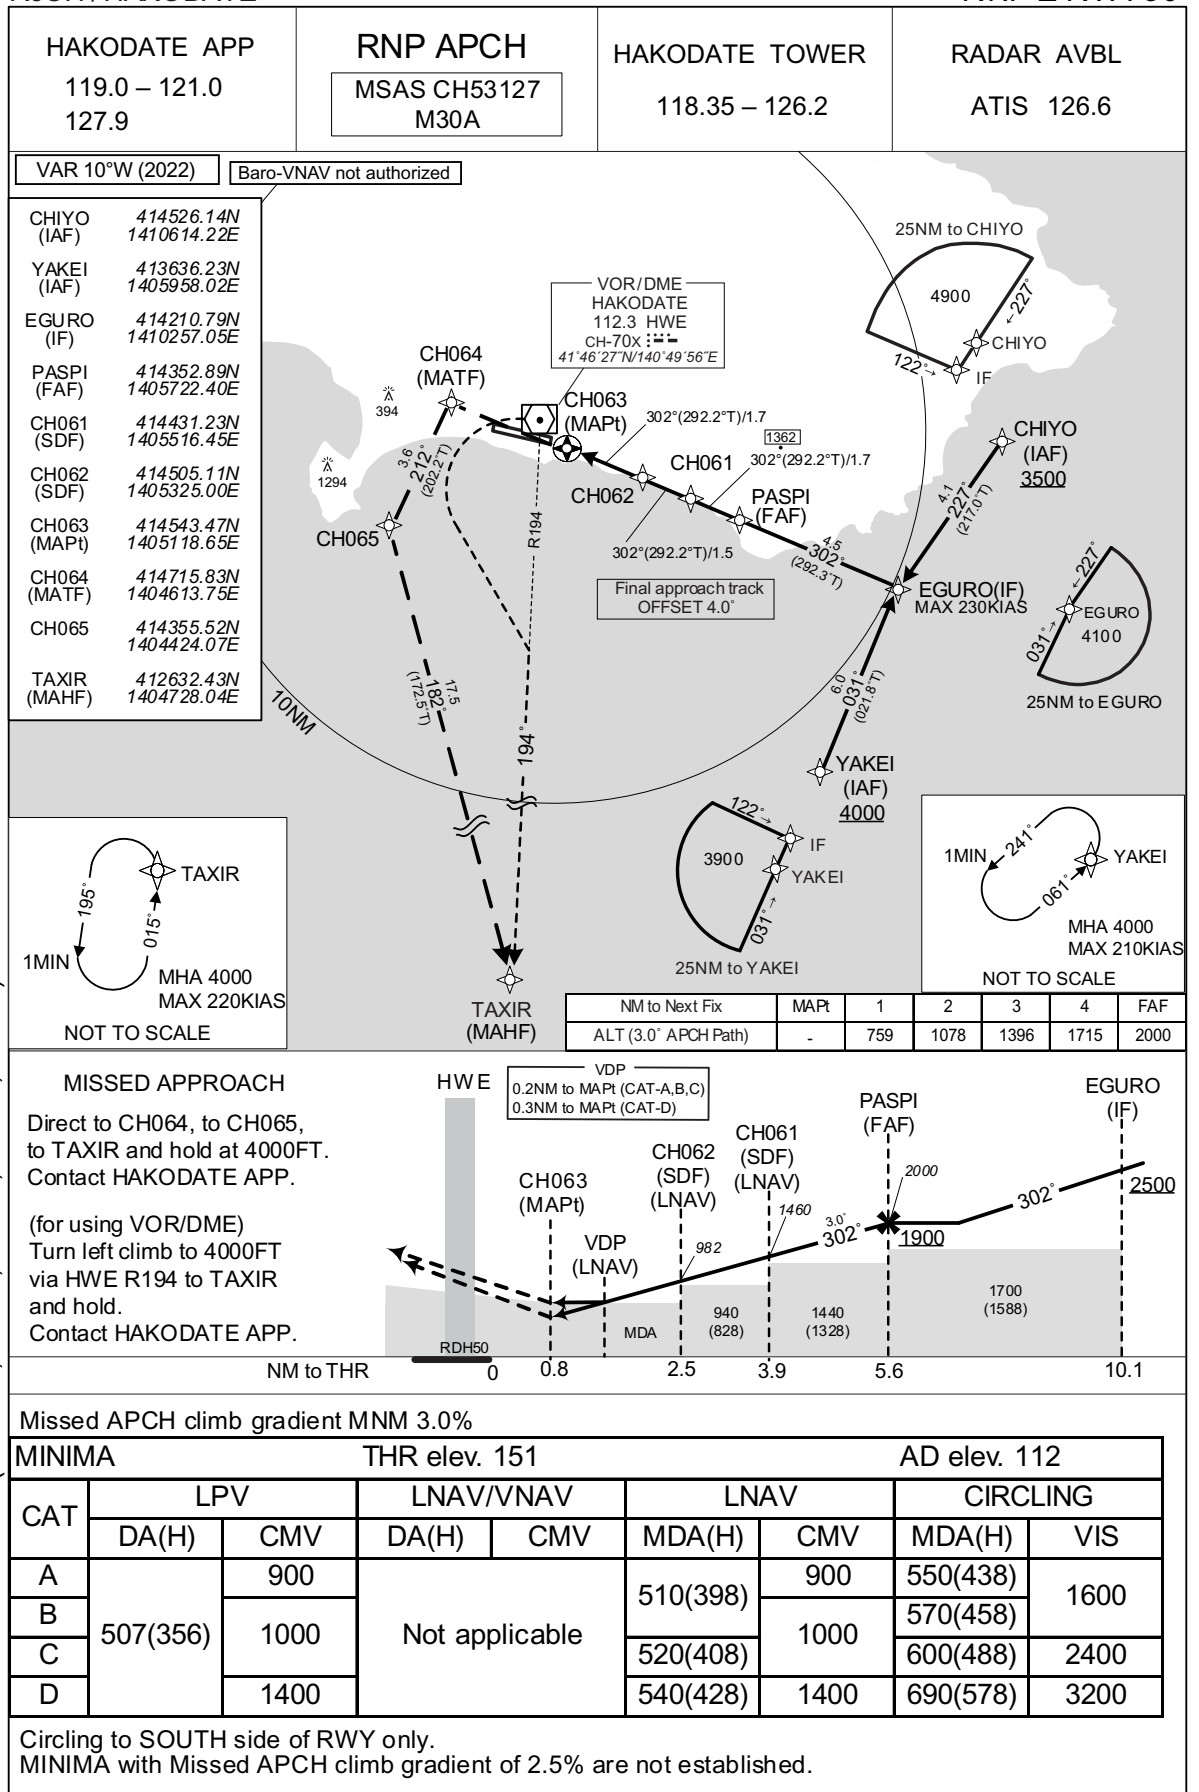 HAKODATE APP
119.0 – 121.0
127.9
RNP APCH
MSAS CH53127
M30A
HAKODATE TOWER
118.35 – 126.2
RADAR AVBL
ATIS 126.6
VAR 10°W (2022)
Baro-VNAV not authorized
CHIYO 414526.14N
(IAF) 1410614.22E
YAKEI 413636.23N
(IAF) 1405958.02E
EGURO 414210.79N
(IF) 1410257.05E
PASPI 414352.89N
(FAF) 1405722.40E
CH061 414431.23N
(SDF) 1405516.45E
CH062 414505.11N
(SDF) 1405325.00E
CH063 414543.47N
(MAPt) 1405118.65E
CH064 414715.83N
(MATF) 1404613.75E
CH065 414355.52N
1404424.07E
TAXIR 412632.43N
(MAHF) 1404728.04E
25NM to CHIYO
4900
←227°
CHIYO
122°→
IF
VOR/DME
HAKODATE
112.3 HWE
CH-70X
41°46′27″N/140°49′56″E
CH064
(MATF)
394
1294
CH063
(MAPt)
302°(292.2°T)/1.7
1362
302°(292.2°T)/1.7
CH061
CH062
PASPI
(FAF)
302°(292.2°T)/1.5
Final approach track
OFFSET 4.0°
4.5
302°
(292.3°T)
CHIYO
(IAF)
3500
4.1
227°
(217.0°T)
EGURO(IF)
MAX 230KIAS
3.6
212°
(202.2°T)
CH065
R194
←227°
EGURO
4100
031°→
25NM to EGURO
6.0
031°
(021.8°T)
YAKEI
(IAF)
4000
10NM
17.5
182°
(172.5°T)
194°
122°→
IF
3900
YAKEI
031°→
25NM to YAKEI
TAXIR
195°
015°
1MIN
MHA 4000
MAX 220KIAS
NOT TO SCALE
TAXIR
(MAHF)
1MIN
241°
YAKEI
061°
MHA 4000
MAX 210KIAS
NOT TO SCALE
NM to Next Fix MAPt 1 2 3 4 FAF
ALT (3.0° APCH Path) - 759 1078 1396 1715 2000
MISSED APPROACH
Direct to CH064, to CH065,
to TAXIR and hold at 4000FT.
Contact HAKODATE APP.
(for using VOR/DME)
Turn left climb to 4000FT
via HWE R194 to TAXIR
and hold.
Contact HAKODATE APP.
HWE
VDP
0.2NM to MAPt (CAT-A,B,C)
0.3NM to MAPt (CAT-D)
EGURO
(IF)
PASPI
(FAF)
CH061
(SDF)
(LNAV)
CH062
(SDF)
(LNAV)
CH063
(MAPt)
VDP
(LNAV)
2000
2500
302°
1460
3.0°
302°
1900
982
1700
(1588)
940
(828)
1440
(1328)
MDA
RDH50
NM to THR 0 0.8 2.5 3.9 5.6 10.1
Missed APCH climb gradient MNM 3.0%
MINIMA THR elev. 151 AD elev. 112
CAT LPV LNAV/VNAV LNAV CIRCLING
DA(H) CMV DA(H) CMV MDA(H) CMV MDA(H) VIS
A 507(356) 900 Not applicable 510(398) 900 550(438) 1600
B 1000 1000 570(458)
C 520(408) 600(488) 2400
D 1400 540(428) 1400 690(578) 3200
Circling to SOUTH side of RWY only.
MINIMA with Missed APCH climb gradient of 2.5% are not established.